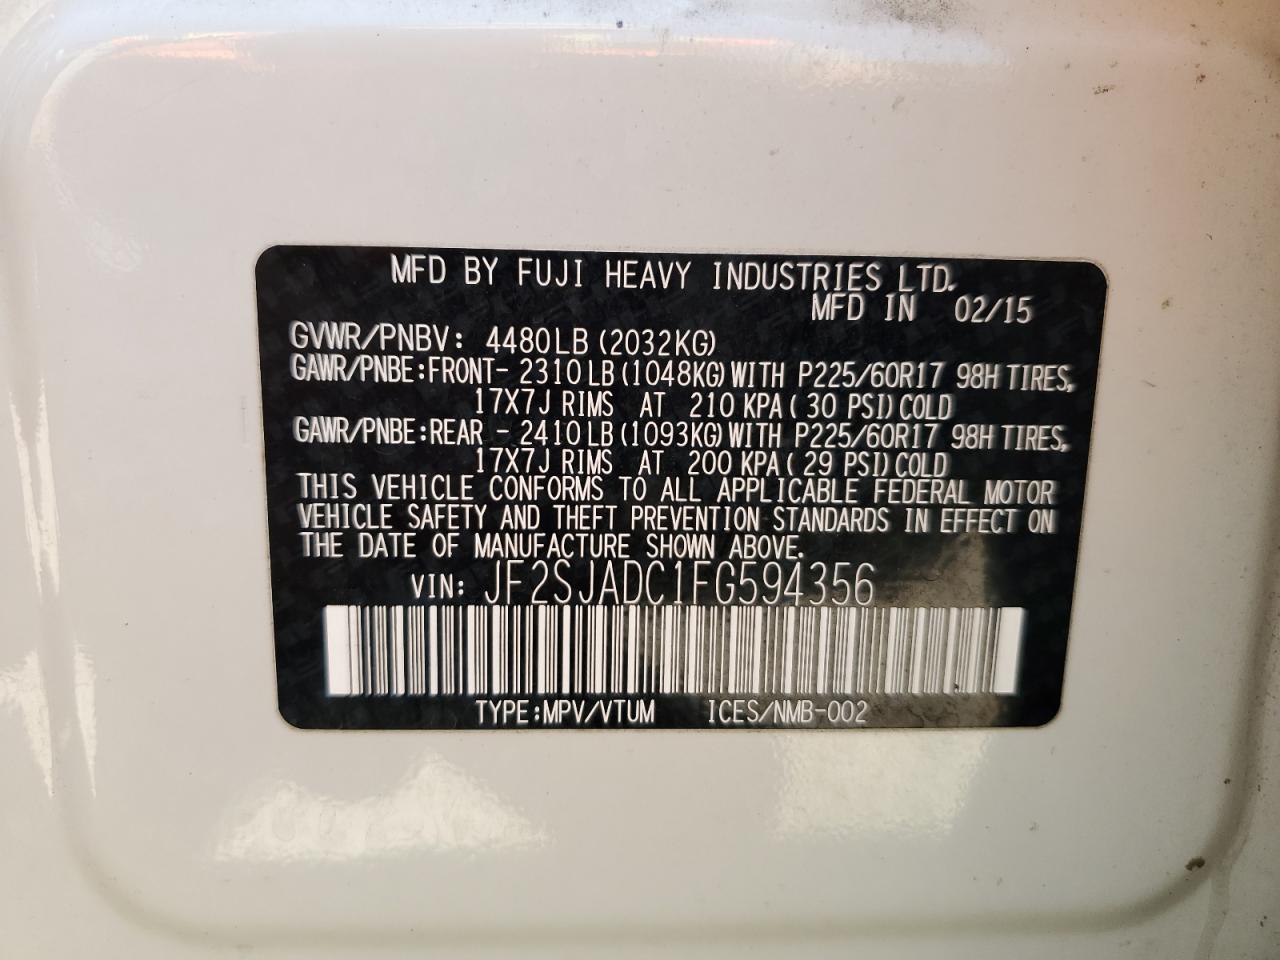 MFD BY FUJI HEAVY INDUSTRIES LTD.
MFD IN 02/15
GVWR/PNBV: 4480LB (2032KG)
GAWR/PNBE:FRONT- 2310LB (1048KG) WITH P225/60R17 98H TIRES,
17X7J RIMS AT 210 KPA ( 30 PSI) COLD
GAWR/PNBE:REAR - 2410LB (1093KG) WITH P225/60R17 98H TIRES,
17X7J RIMS AT 200 KPA ( 29 PSI) COLD
THIS VEHICLE CONFORMS TO ALL APPLICABLE FEDERAL MOTOR
VEHICLE SAFETY AND THEFT PREVENTION STANDARDS IN EFFECT ON
THE DATE OF MANUFACTURE SHOWN ABOVE.
VIN: JF2SJADC1FG594356
TYPE:MPV/VTUM ICES/NMB-002